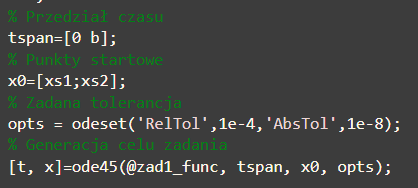 % Przedział czasu
tspan=[0 b];
% Punkty startowe
x0=[xs1;xs2];
% Zadana tolerancja
opts = odeset('RelTol',1e-4,'AbsTol',1e-8);
% Generacja celu zadania
[t, x]=ode45(@zad1_func, tspan, x0, opts);